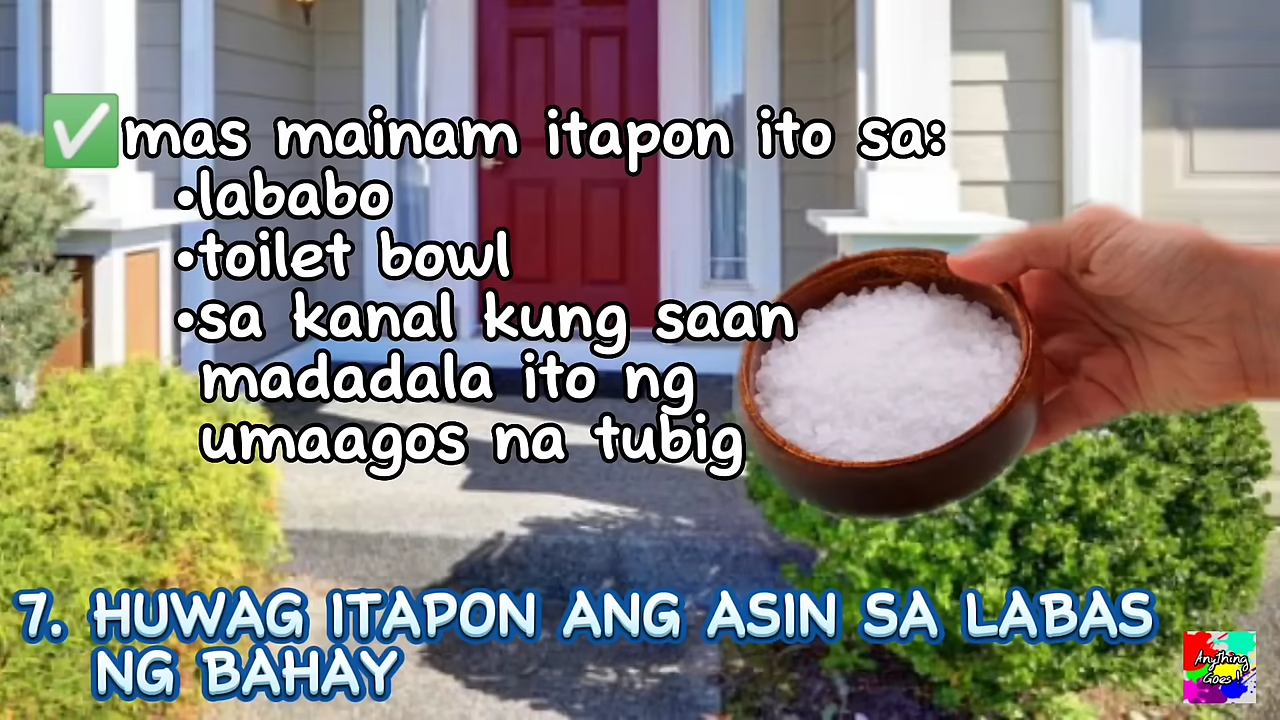 ✅mas mainam itapon ito sa:
•lababo
•toilet bowl
•sa kanal kung saan
madadala ito ng
umaagos na tubig
7. HUWAG ITAPON ANG ASIN SA LABAS
NG BAHAY
Anything
Goes!